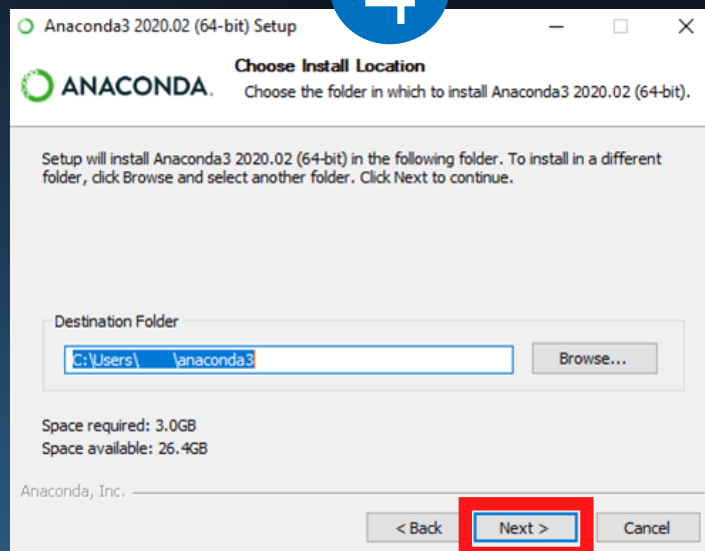 4
Anaconda3 2020.02 (64-bit) Setup
ANACONDA.
Choose Install Location
Choose the folder in which to install Anaconda3 2020.02 (64-bit).
Setup will install Anaconda3 2020.02 (64-bit) in the following folder. To install in a different
folder, click Browse and select another folder. Click Next to continue.
Destination Folder
C:\Users\ \anaconda3
Browse...
Space required: 3.0GB
Space available: 26.4GB
Anaconda, Inc.
< Back
Next >
Cancel